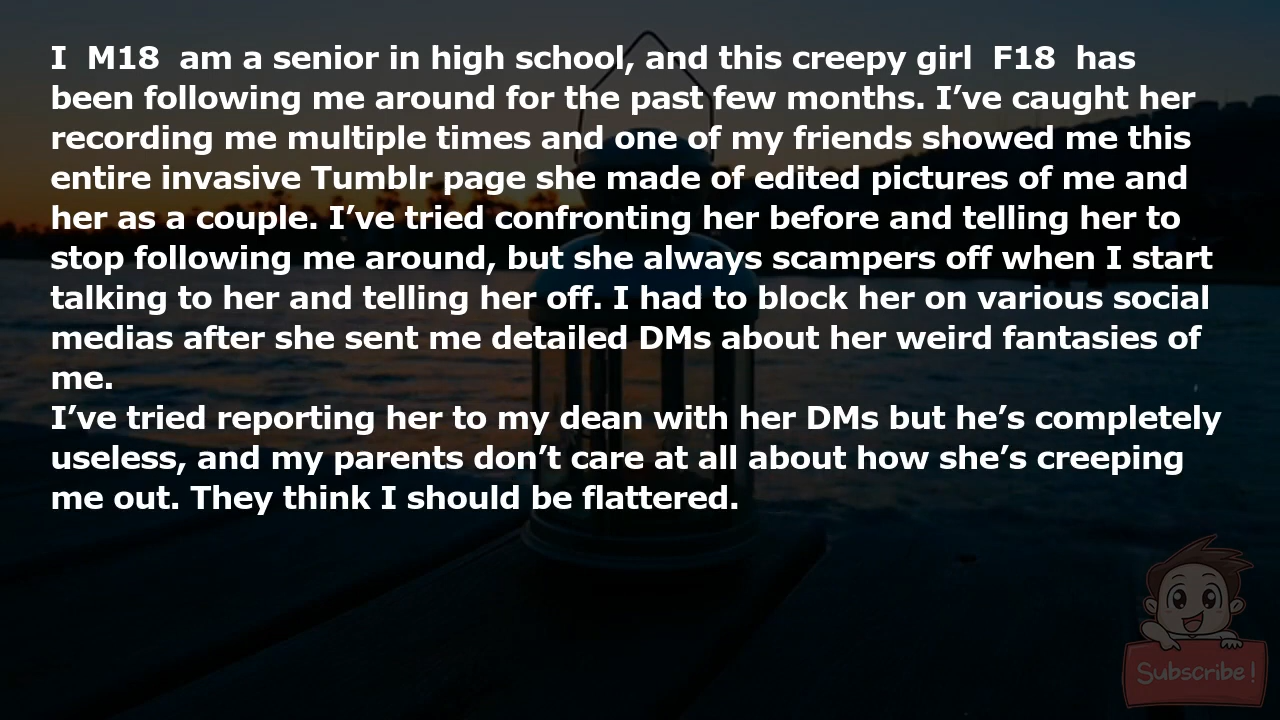 I  M18  am a senior in high school, and this creepy girl  F18  has
been following me around for the past few months. I’ve caught her
recording me multiple times and one of my friends showed me this
entire invasive Tumblr page she made of edited pictures of me and
her as a couple. I’ve tried confronting her before and telling her to
stop following me around, but she always scampers off when I start
talking to her and telling her off. I had to block her on various social
medias after she sent me detailed DMs about her weird fantasies of
me.
I’ve tried reporting her to my dean with her DMs but he’s completely
useless, and my parents don’t care at all about how she’s creeping
me out. They think I should be flattered.
Subscribe!